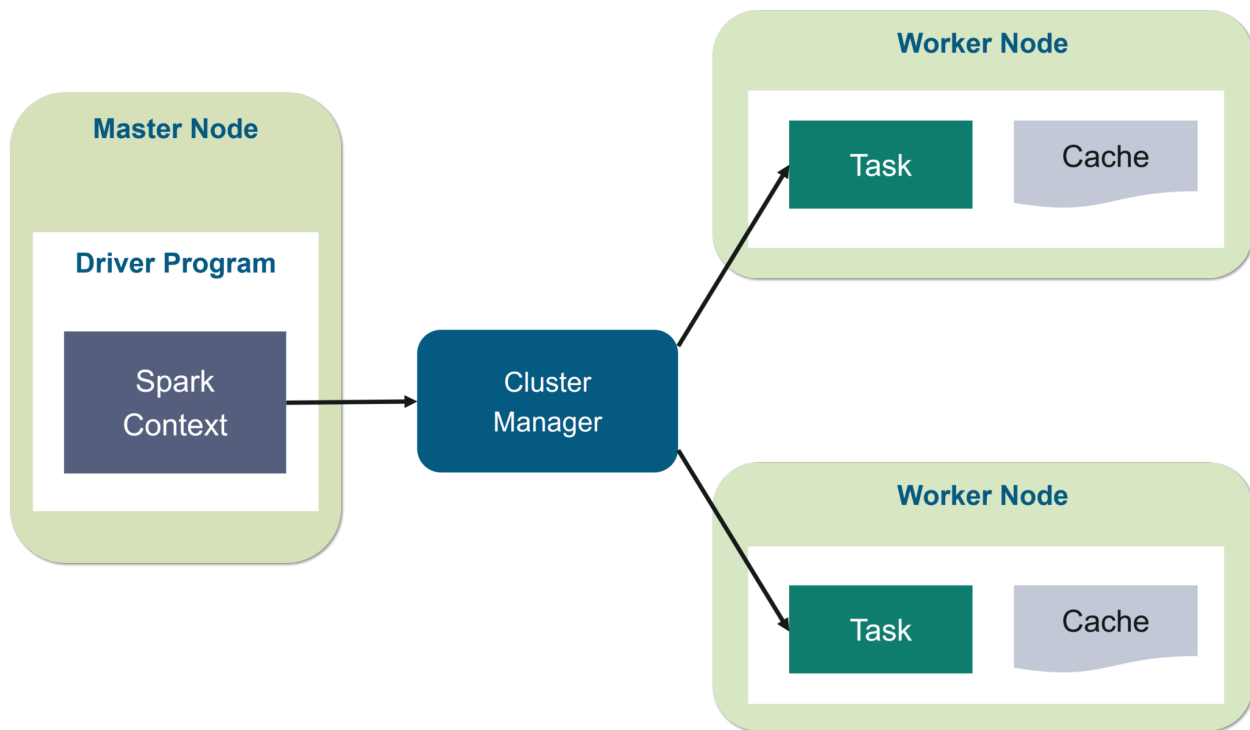 Master Node
Driver Program
Spark
Context
Cluster
Manager
Worker Node
Task
Cache
Worker Node
Task
Cache